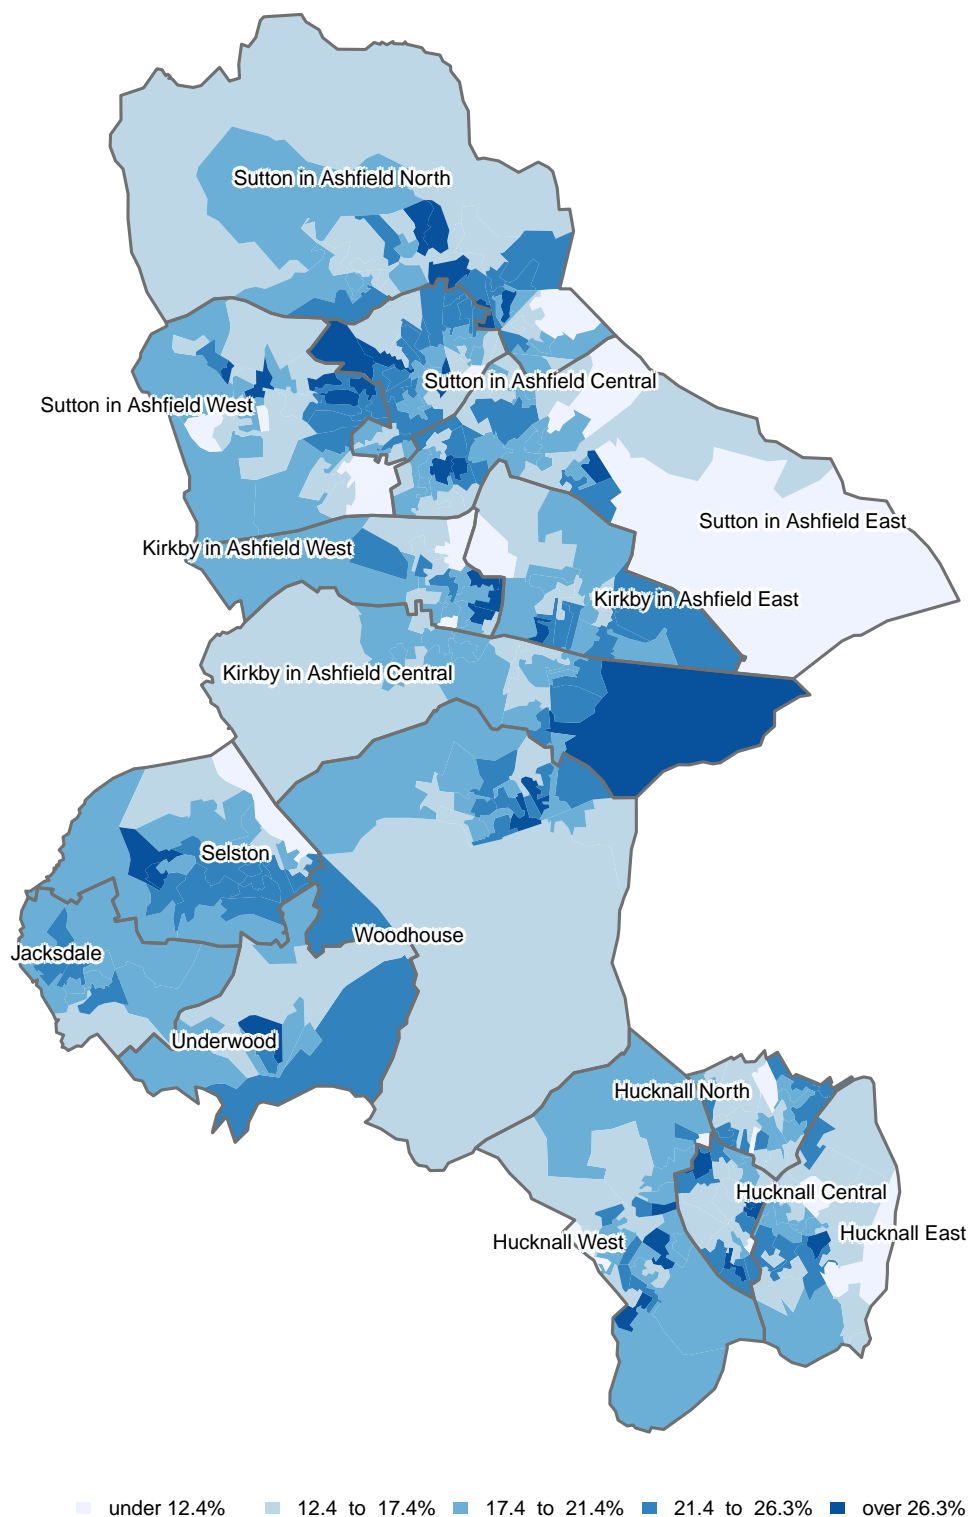 Sutton in Ashfield North
Sutton in Ashfield Central
Sutton in Ashfield West
Sutton in Ashfield East
Kirkby in Ashfield West
Kirkby in Ashfield East
Kirkby in Ashfield Central
Selston
Woodhouse
Jacksdale
Underwood
Hucknall North
Hucknall Central
Hucknall East
Hucknall West
under 12.4% 12.4 to 17.4% 17.4 to 21.4% 21.4 to 26.3% over 26.3%